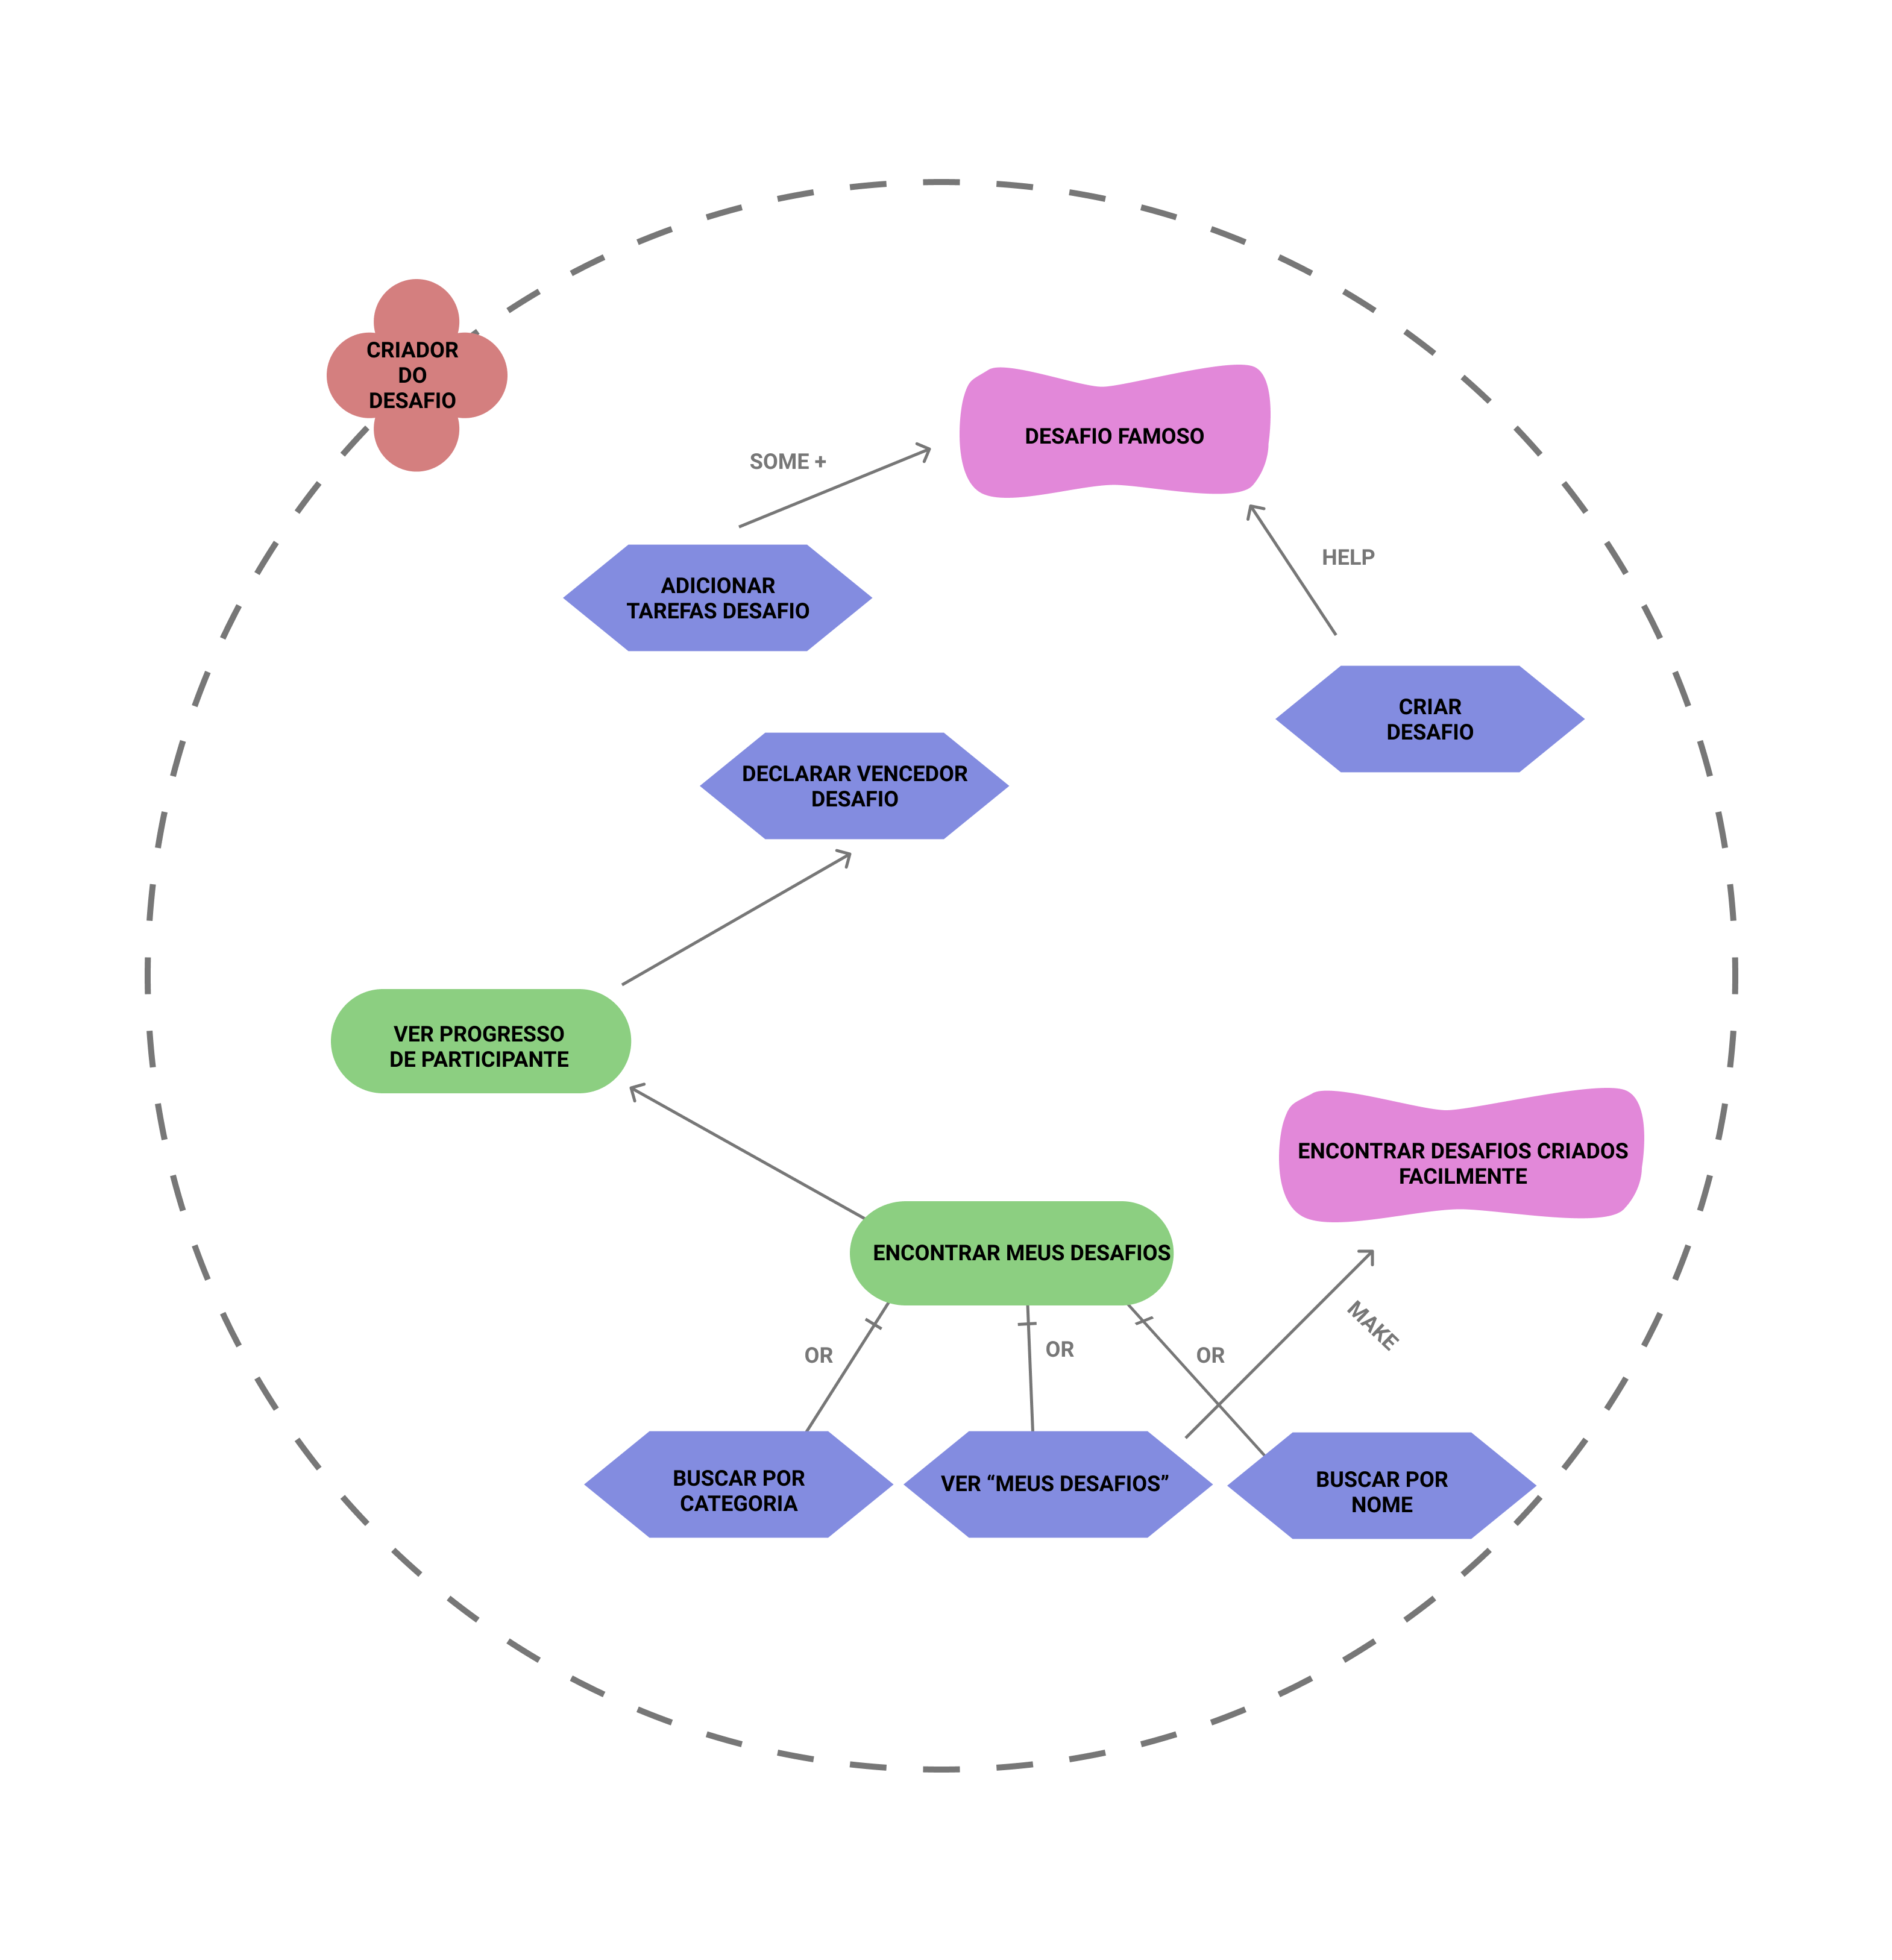 CRIADOR
DO
DESAFIO
DESAFIO FAMOSO
SOME +
HELP
ADICIONAR
TAREFAS DESAFIO
CRIAR
DESAFIO
DECLARAR VENCEDOR
DESAFIO
VER PROGRESSO
DE PARTICIPANTE
ENCONTRAR DESAFIOS CRIADOS
FACILMENTE
ENCONTRAR MEUS DESAFIOS
MAKE
OR
OR
OR
BUSCAR POR
CATEGORIA
VER “MEUS DESAFIOS”
BUSCAR POR
NOME